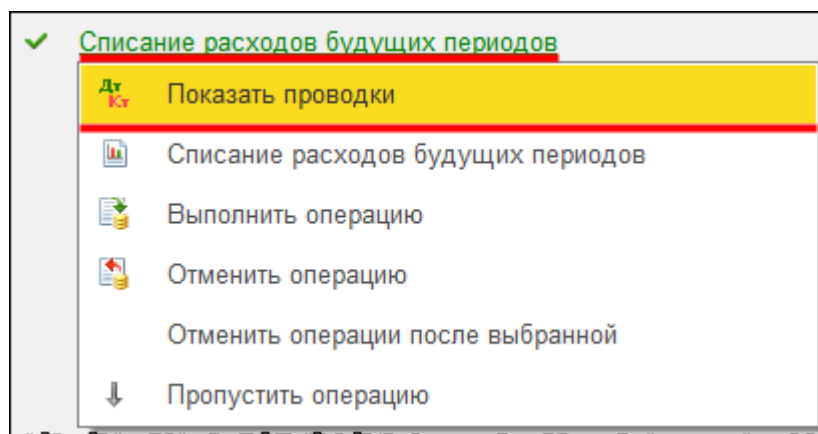 Списание расходов будущих периодов
Дт
Кт
Показать проводки
Списание расходов будущих периодов
Выполнить операцию
Отменить операцию
Отменить операции после выбранной
Пропустить операцию